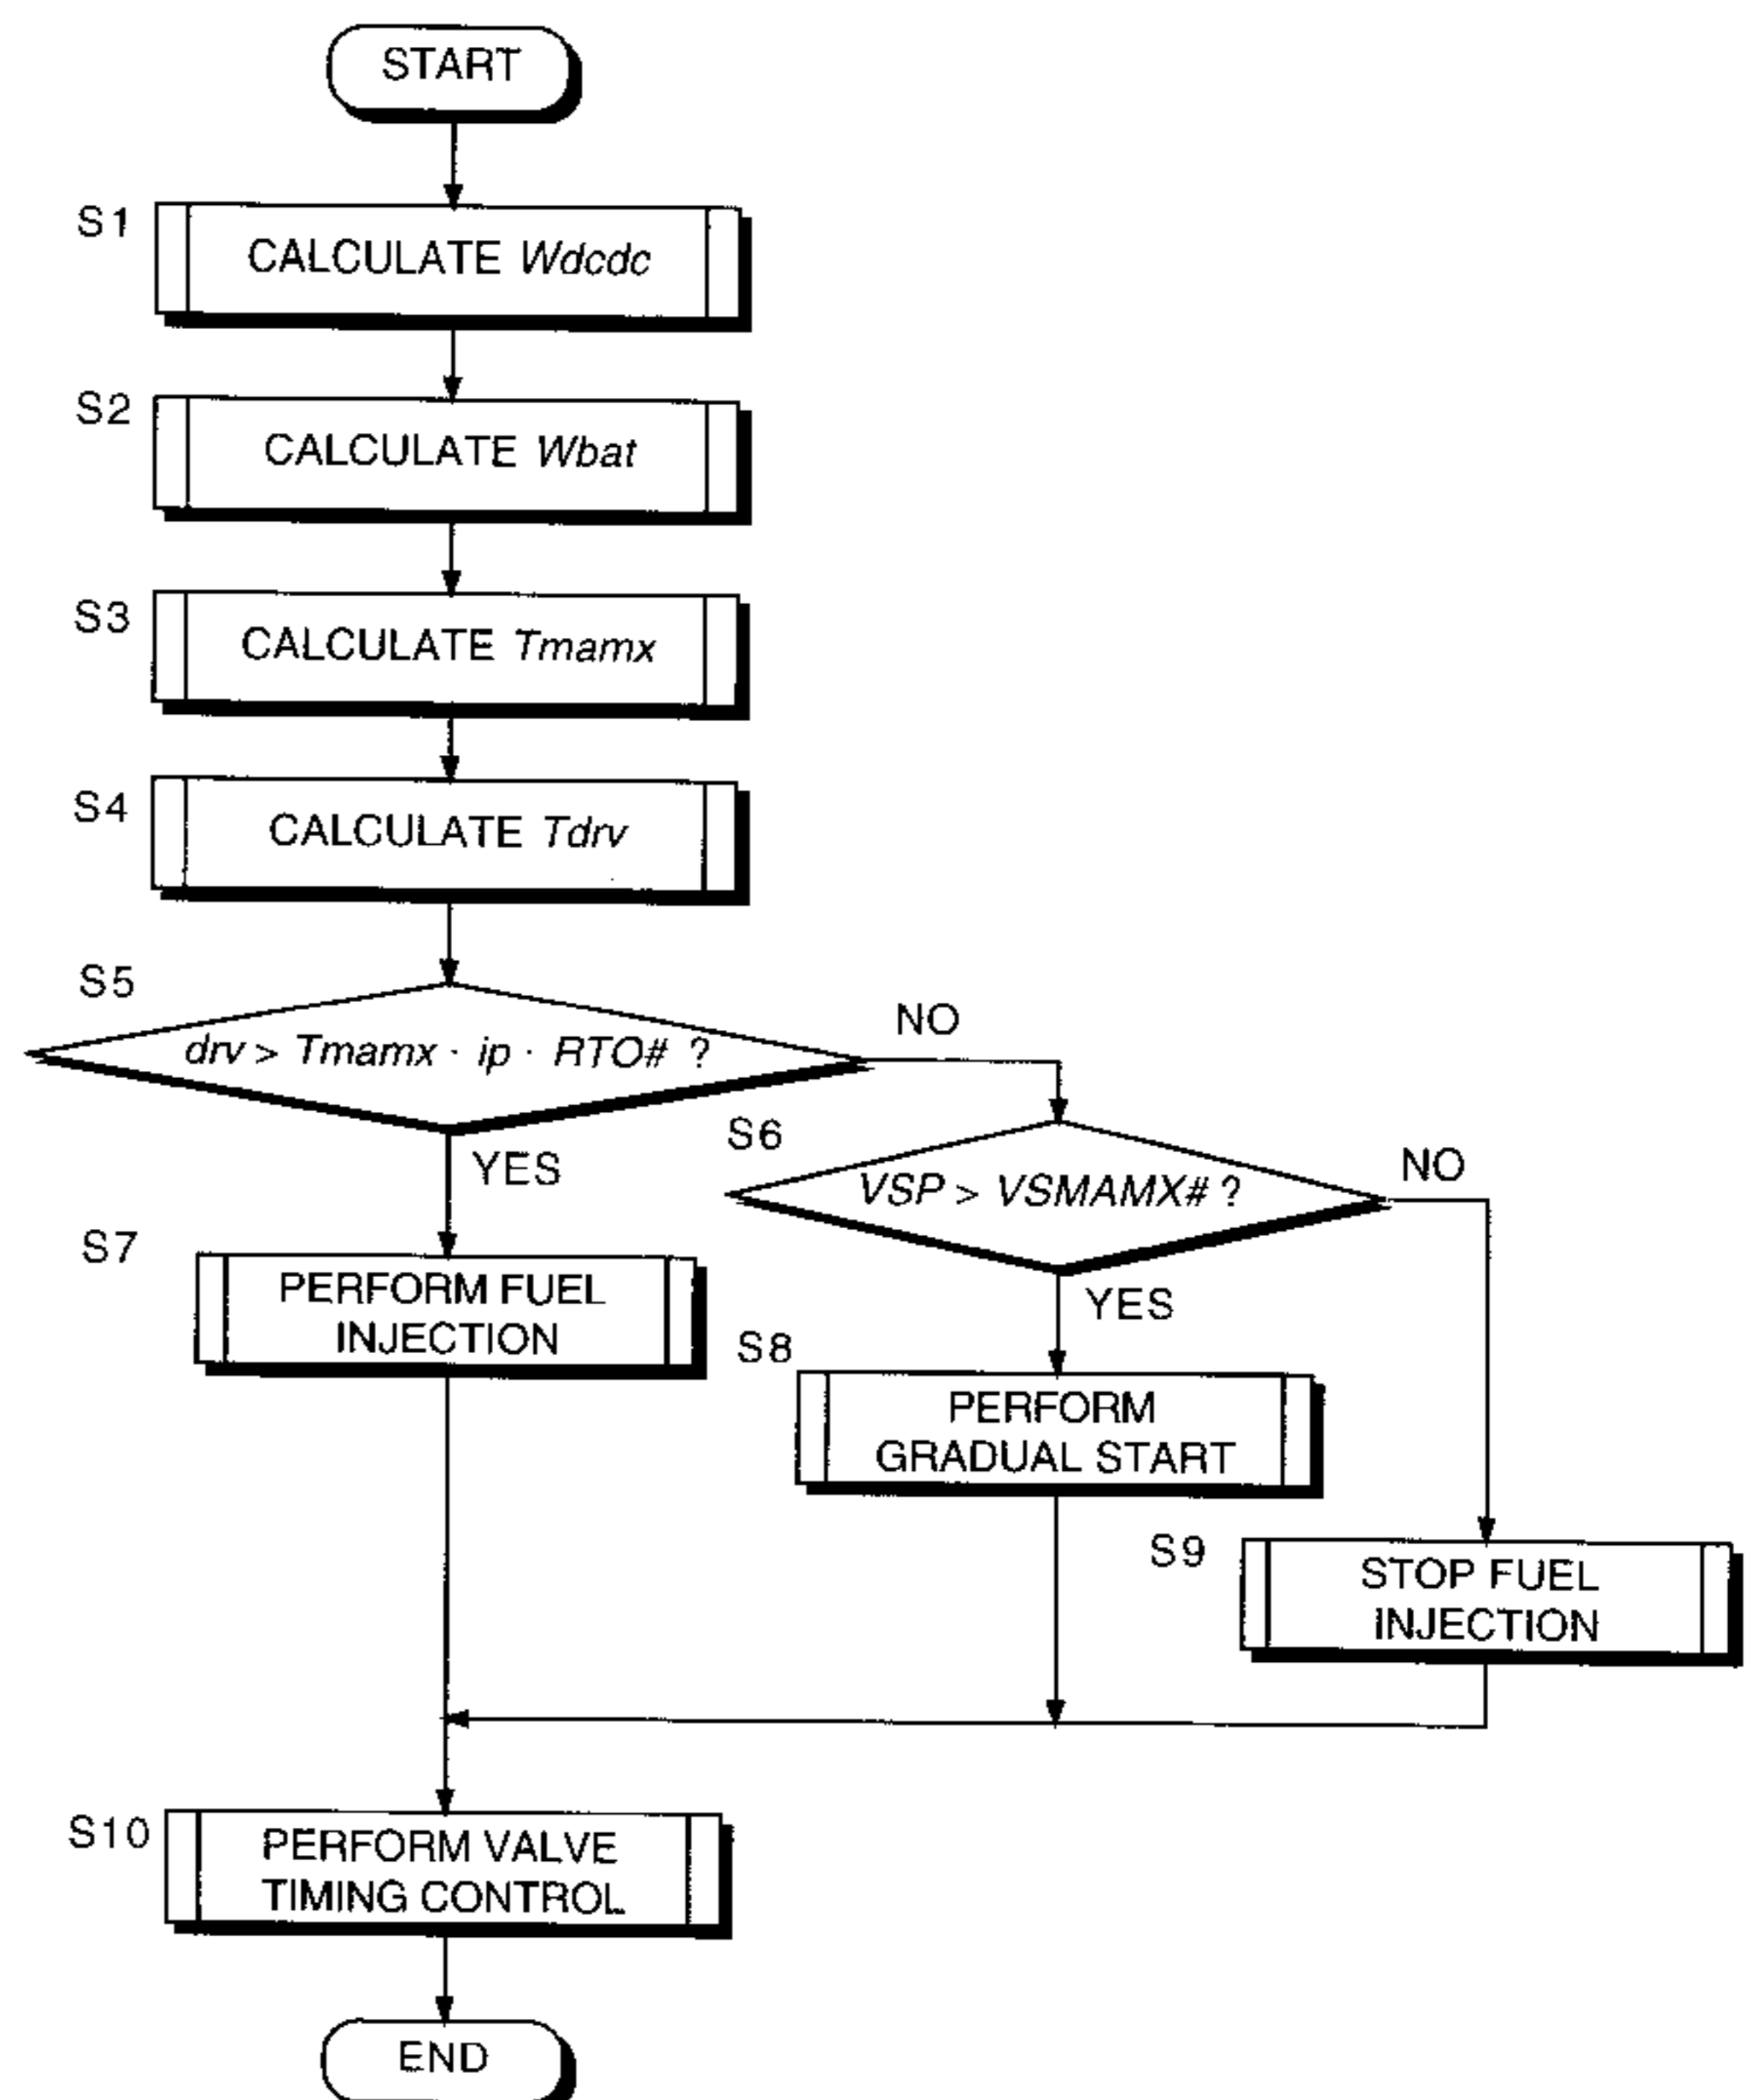 START
S1
CALCULATE Wdcdc
S2
CALCULATE Wbat
S3
CALCULATE Tmamx
S4
CALCULATE Tdrv
S5
drv > Tmamx · ip · RTO# ?
NO
YES
S6
VSP > VSMAMX# ?
NO
YES
S7
PERFORM FUEL
INJECTION
S8
PERFORM
GRADUAL START
S9
STOP FUEL
INJECTION
S10
PERFORM VALVE
TIMING CONTROL
END